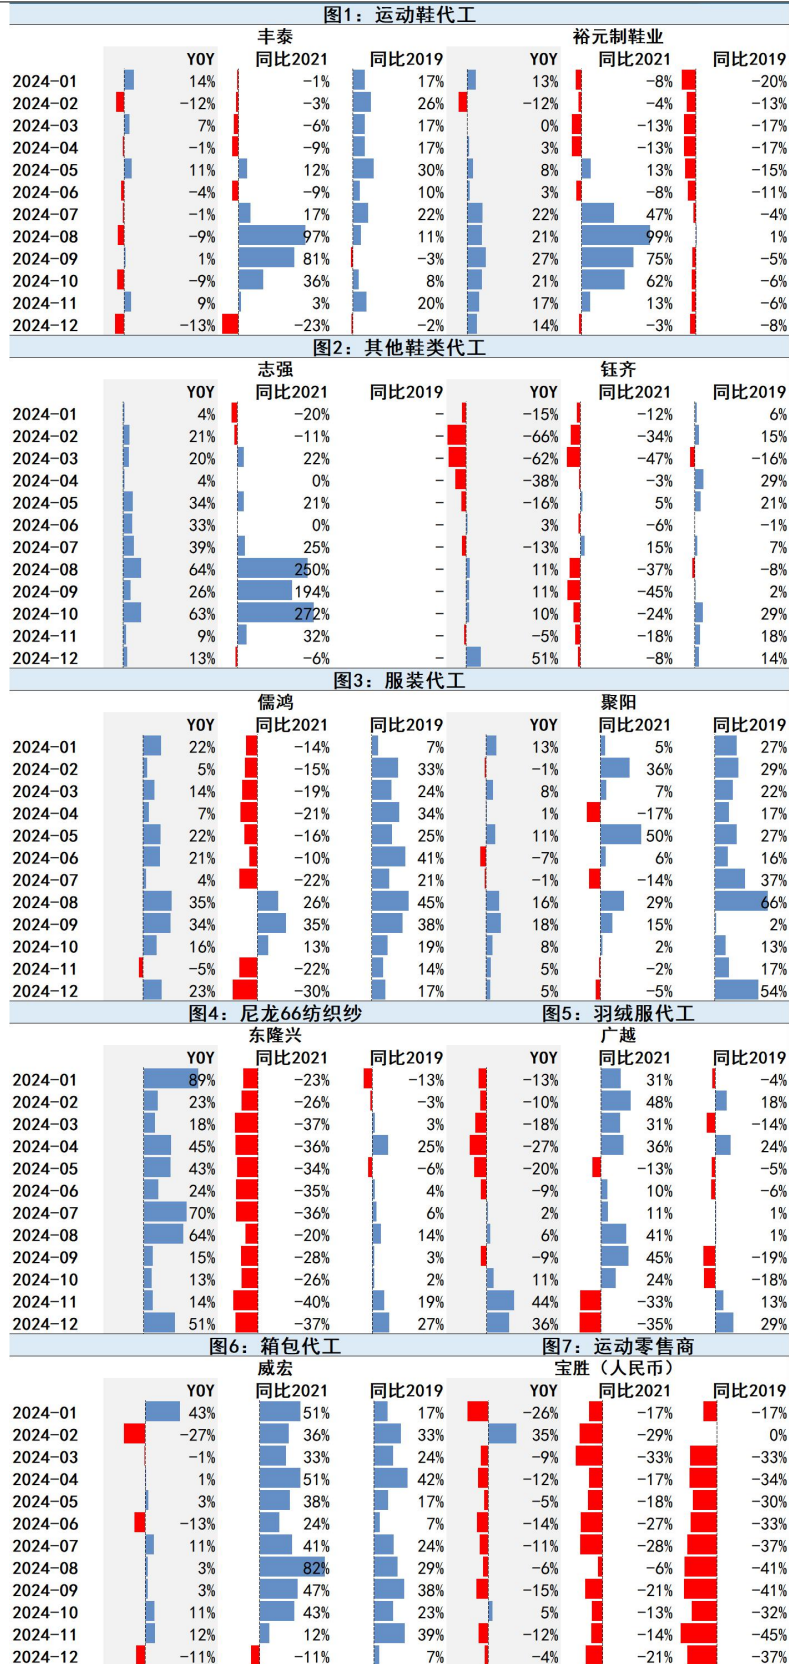 图1: 运动鞋代工
丰泰 裕元制鞋业
YOY 同比2021 同比2019 YOY 同比2021 同比2019
2024-01 14% -1% 17% 13% -8% -20%
2024-02 -12% -3% 26% -12% -4% -13%
2024-03 7% -6% 17% 0% -13% -17%
2024-04 -1% -9% 17% 3% -13% -17%
2024-05 11% 12% 30% 8% 13% -15%
2024-06 -4% -9% 10% 3% -8% -11%
2024-07 -1% 17% 22% 22% 47% -4%
2024-08 -9% 97% 11% 21% 99% 1%
2024-09 1% 81% -3% 27% 75% -5%
2024-10 -9% 36% 8% 21% 62% -6%
2024-11 9% 3% 20% 17% 13% -6%
2024-12 -13% -23% -2% 14% -3% -8%
图2: 其他鞋类代工
志强 钰齐
YOY 同比2021 同比2019 YOY 同比2021 同比2019
2024-01 4% -20% - -15% -12% 6%
2024-02 21% -11% - -66% -34% 15%
2024-03 20% 22% - -62% -47% -16%
2024-04 4% 0% - -38% -3% 29%
2024-05 34% 21% - -16% 5% 21%
2024-06 33% 0% - 3% -6% -1%
2024-07 39% 25% - -13% 15% 7%
2024-08 64% 250% - 11% -37% -8%
2024-09 26% 194% - 11% -45% 2%
2024-10 63% 272% - 10% -24% 29%
2024-11 9% 32% - -5% -18% 18%
2024-12 13% -6% - 51% -8% 14%
图3: 服装代工
儒鸿 聚阳
YOY 同比2021 同比2019 YOY 同比2021 同比2019
2024-01 22% -14% 7% 13% 5% 27%
2024-02 5% -15% 33% -1% 36% 29%
2024-03 14% -19% 24% 8% 7% 22%
2024-04 7% -21% 34% 1% -17% 17%
2024-05 22% -16% 25% 11% 50% 27%
2024-06 21% -10% 41% -7% 6% 16%
2024-07 4% -22% 21% -1% -14% 37%
2024-08 35% 26% 45% 16% 29% 66%
2024-09 34% 35% 38% 18% 15% 2%
2024-10 16% 13% 19% 8% 2% 13%
2024-11 -5% -22% 14% 5% -2% 17%
2024-12 23% -30% 17% 5% -5% 54%
图4: 尼龙66纺织纱 图5: 羽绒服代工
东隆兴 广越
YOY 同比2021 同比2019 YOY 同比2021 同比2019
2024-01 89% -23% -13% -13% 31% -4%
2024-02 23% -26% -3% -10% 48% 18%
2024-03 18% -37% 3% -18% 31% -14%
2024-04 45% -36% 25% -27% 36% 24%
2024-05 43% -34% -6% -20% -13% -5%
2024-06 24% -35% 4% -9% 10% -6%
2024-07 70% -36% 6% 2% 11% 1%
2024-08 64% -20% 14% 6% 41% 1%
2024-09 15% -28% 3% -9% 45% -19%
2024-10 13% -26% 2% 11% 24% -18%
2024-11 14% -40% 19% 44% -33% 13%
2024-12 51% -37% 27% 36% -35% 29%
图6: 箱包代工 图7: 运动零售商
威宏 宝胜（人民币）
YOY 同比2021 同比2019 YOY 同比2021 同比2019
2024-01 43% 51% 17% -26% -17% -17%
2024-02 -27% 36% 33% 35% -29% 0%
2024-03 -1% 33% 24% -9% -33% -33%
2024-04 1% 51% 42% -12% -17% -34%
2024-05 3% 38% 17% -5% -18% -30%
2024-06 -13% 24% 7% -14% -27% -33%
2024-07 11% 41% 24% -11% -28% -37%
2024-08 3% 82% 29% -6% -6% -41%
2024-09 3% 47% 38% -15% -21% -41%
2024-10 11% 43% 23% 5% -13% -32%
2024-11 12% 12% 39% -12% -14% -45%
2024-12 -11% -11% 7% -4% -21% -37%